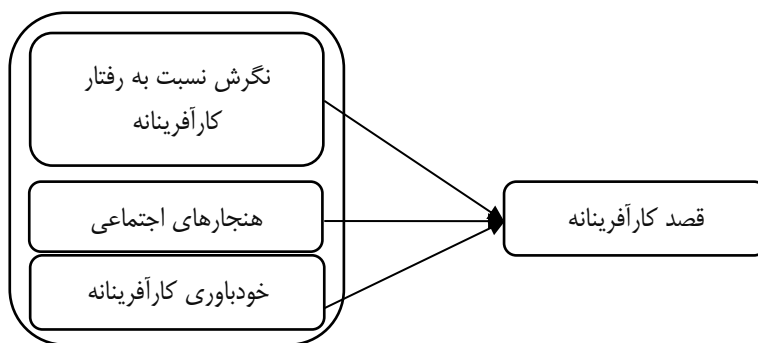 نگرش نسبت به رفتار
کارآفرینانه
هنجارهای اجتماعی
خودباوری کارآفرینانه
قصد کارآفرینانه